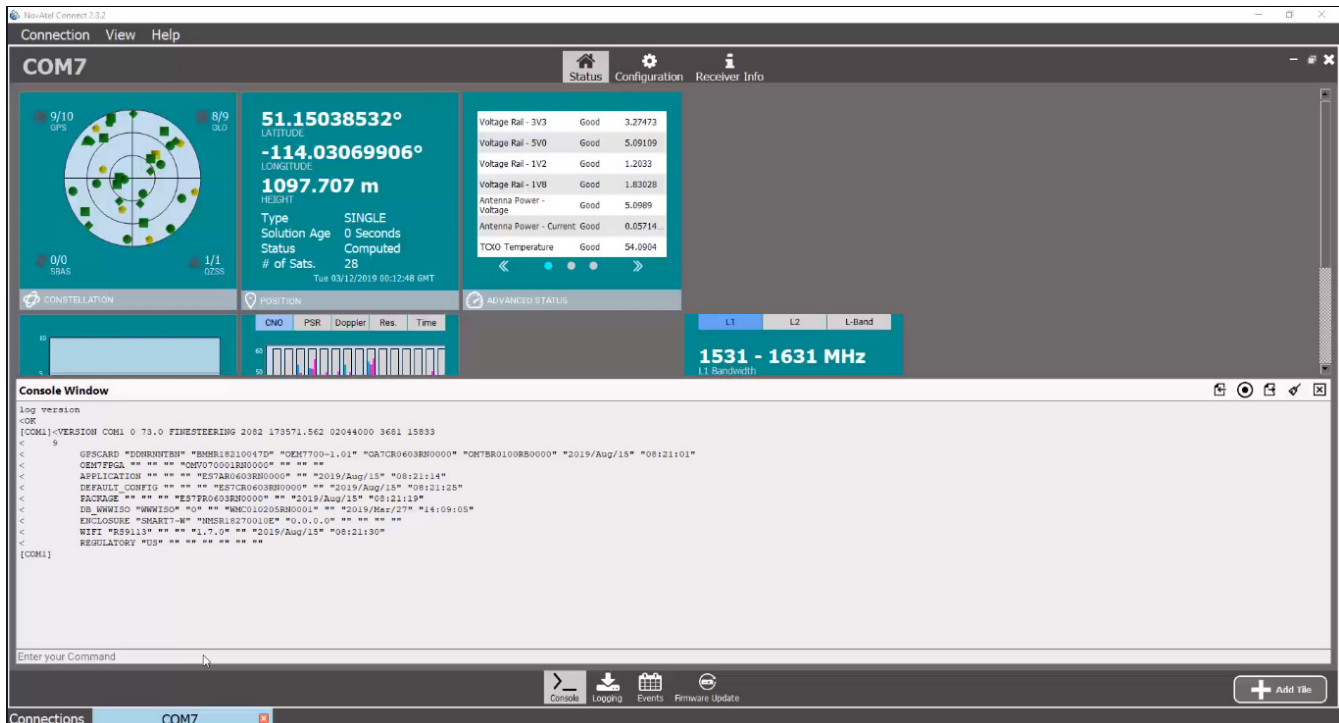 NovAtel Connect 2.3.2
Connection View Help
COM7
Status Configuration Receiver Info
9/10
GPS
8/9
GLO
0/0
SBAS
1/1
QZSS
CONSTELLATION
51.15038532°
LATITUDE
-114.03069906°
LONGITUDE
1097.707 m
HEIGHT
Type SINGLE
Solution Age 0 Seconds
Status Computed
# of Sats. 28
Tue 03/12/2019 00:12:48 GMT
POSITION
Voltage Rail - 3V3 Good 3.27473
Voltage Rail - 5V0 Good 5.09109
Voltage Rail - 1V2 Good 1.2033
Voltage Rail - 1V8 Good 1.83028
Antenna Power - Voltage Good 5.0989
Antenna Power - Current Good 0.05714...
TCXO Temperature Good 54.0904
ADVANCED STATUS
10
5
CNO PSR Doppler Res. Time
60
50
L1 L2 L-Band
1531 - 1631 MHz
L1 Bandwidth
Console Window
log version
<OK
[COM1]<VERSION COM1 0 73.0 FINESTEERING 2082 173571.562 02044000 3681 15833
< 9
< GPSCARD "DDNRNNTBN" "BMHR18210047D" "OEM7700-1.01" "OA7CR0603RN0000" "OM7BR0100RB0000" "2019/Aug/15" "08:21:01"
< OEM7FPGA "" "" "" "OMV070001RN0000" "" "" ""
< APPLICATION "" "" "" "ES7AR0603RN0000" "" "2019/Aug/15" "08:21:14"
< DEFAULT_CONFIG "" "" "" "ES7CR0603RN0000" "" "2019/Aug/15" "08:21:25"
< PACKAGE "" "" "" "ES7PR0603RN0000" "" "2019/Aug/15" "08:21:19"
< DB_WWWISO "WWWISO" "0" "" "WMC010205RN0001" "" "2019/Mar/27" "14:09:05"
< ENCLOSURE "SMART7-W" "NMSR18270010E" "0.0.0.0" "" "" "" ""
< WIFI "RS9113" "" "" "1.7.0" "" "2019/Aug/15" "08:21:30"
< REGULATORY "US" "" "" "" "" "" ""
[COM1]
Enter your Command
Console Logging Events Firmware Update
Add Tile
Connections COM7